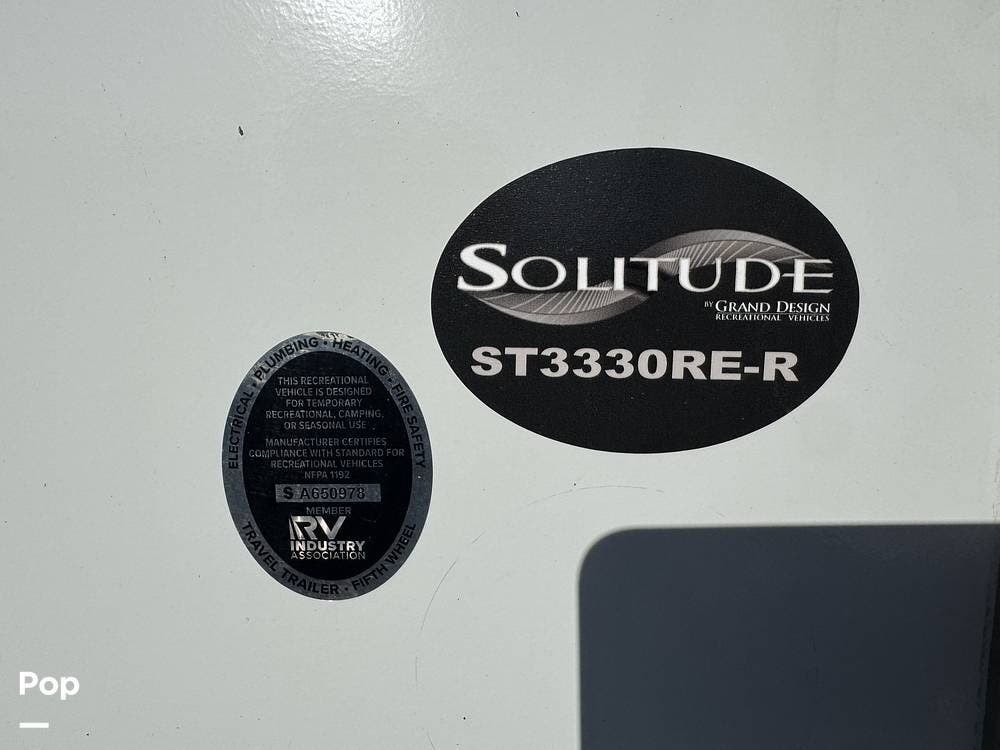 SOLITUDE
BY GRAND DESIGN
RECREATIONAL VEHICLES
ST3330RE-R
ELECTRICAL · PLUMBING · HEATING · FIRE SAFETY
THIS RECREATIONAL
VEHICLE IS DESIGNED
FOR TEMPORARY
RECREATIONAL, CAMPING,
OR SEASONAL USE
MANUFACTURER CERTIFIES
COMPLIANCE WITH STANDARD FOR
RECREATIONAL VEHICLES
NFPA 1192
S A650978
MEMBER
RV
INDUSTRY
ASSOCIATION
TRAVEL TRAILER · FIFTH WHEEL
Pop